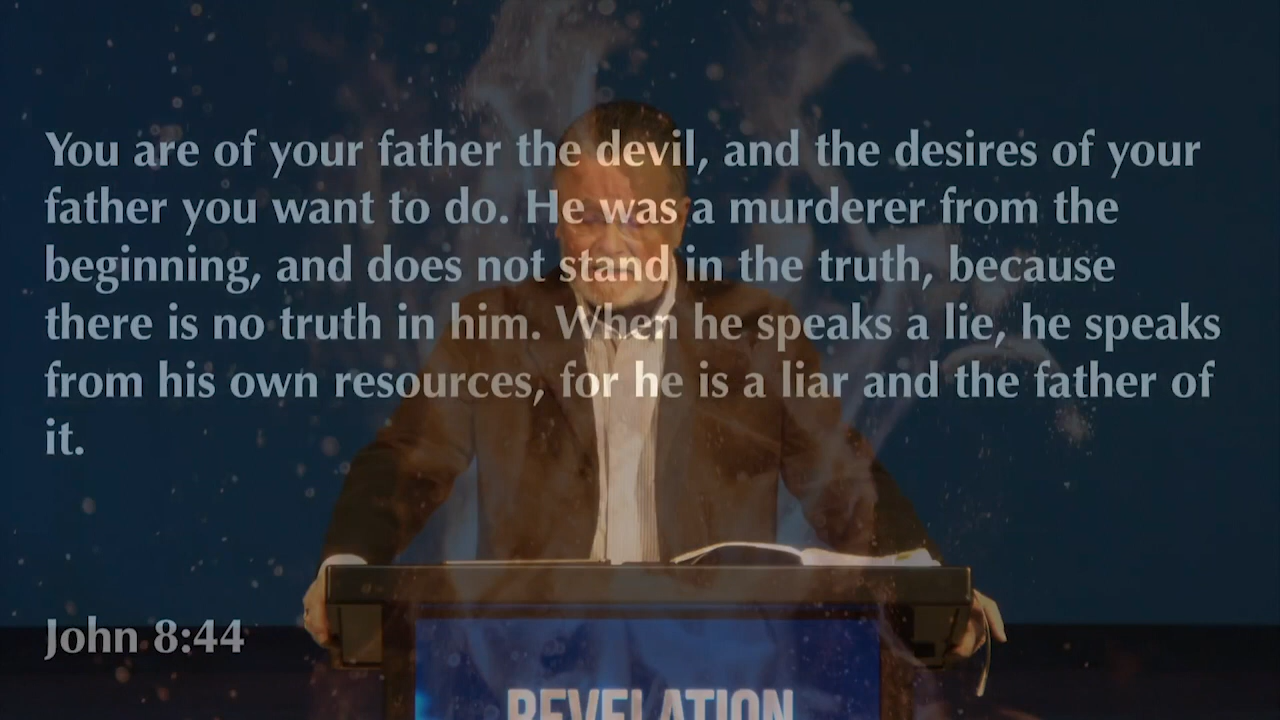 You are of your father the devil, and the desires of your
father you want to do. He was a murderer from the
beginning, and does not stand in the truth, because
there is no truth in him. When he speaks a lie, he speaks
from his own resources, for he is a liar and the father of
it.
John 8:44
REVELATION